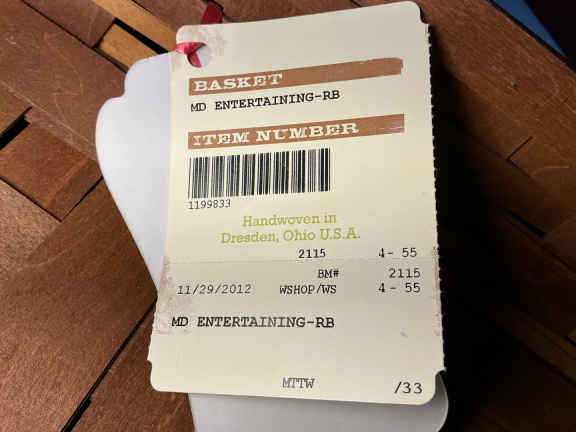 BASKET
MD ENTERTAINING-RB
ITEM NUMBER
1199833
Handwoven in
Dresden, Ohio U.S.A.
2115 4- 55
BM# 2115
11/29/2012 WSHOP/WS 4- 55
MD ENTERTAINING-RB
MTTW /33